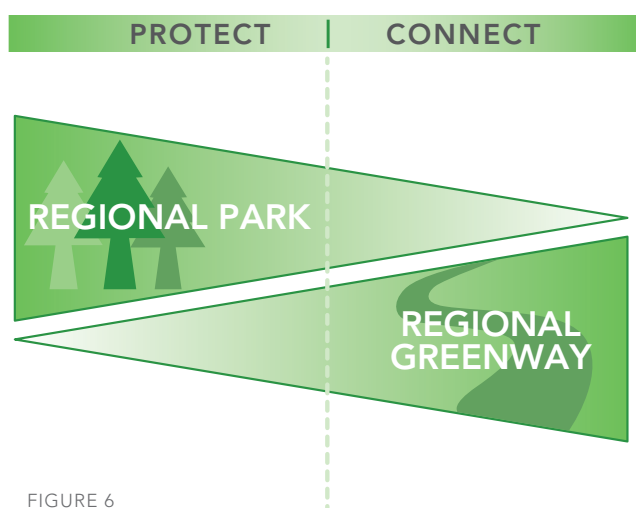 PROTECT | CONNECT
REGIONAL PARK
REGIONAL
GREENWAY
FIGURE 6